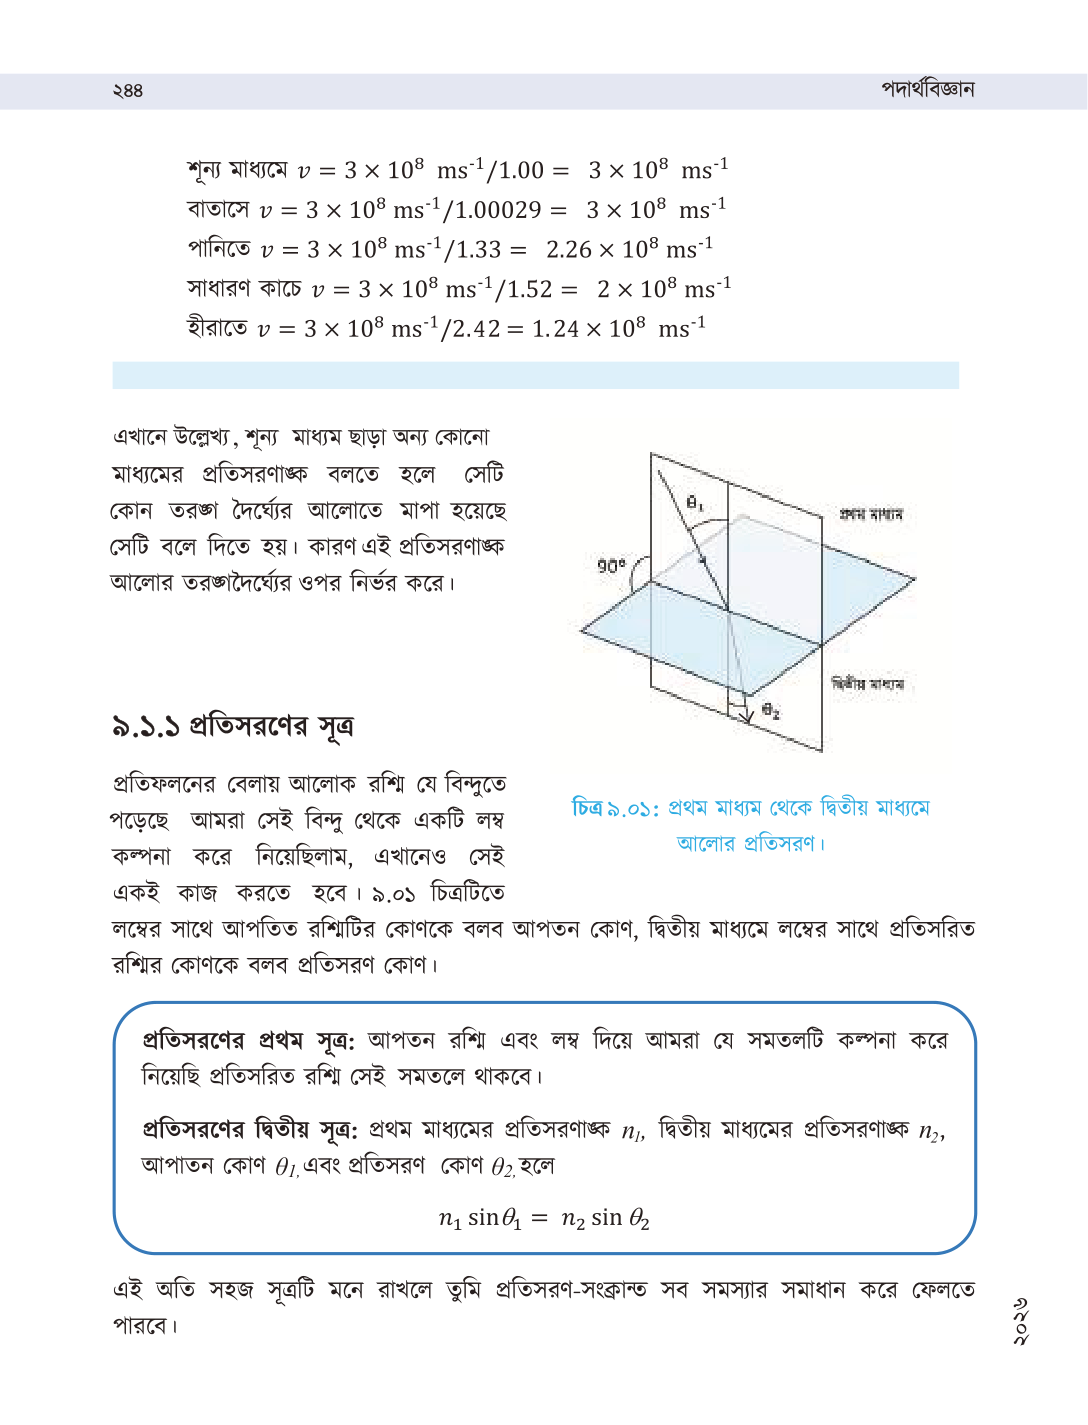 ২৪৪
পদার্থবিজ্ঞান
শূন্য মাধ্যমে v = 3 × 10⁸ ms⁻¹/1.00 = 3 × 10⁸ ms⁻¹
বাতাসে v = 3 × 10⁸ ms⁻¹/1.00029 = 3 × 10⁸ ms⁻¹
পানিতে v = 3 × 10⁸ ms⁻¹/1.33 = 2.26 × 10⁸ ms⁻¹
সাধারণ কাচে v = 3 × 10⁸ ms⁻¹/1.52 = 2 × 10⁸ ms⁻¹
হীরাতে v = 3 × 10⁸ ms⁻¹/2.42 = 1.24 × 10⁸ ms⁻¹
এখানে উল্লেখ্য, শূন্য মাধ্যম ছাড়া অন্য কোনো
মাধ্যমের প্রতিসরণাঙ্ক বলতে হলে সেটি
কোন তরঙ্গ দৈর্ঘ্যের আলোতে মাপা হয়েছে
সেটি বলে দিতে হয়। কারণ এই প্রতিসরণাঙ্ক
আলোর তরঙ্গদৈর্ঘ্যের ওপর নির্ভর করে।
θ₁
প্রথম মাধ্যম
90°
দ্বিতীয় মাধ্যম
θ₂
চিত্র ৯.০১: প্রথম মাধ্যম থেকে দ্বিতীয় মাধ্যমে
আলোর প্রতিসরণ।
৯.১.১ প্রতিসরণের সূত্র
প্রতিফলনের বেলায় আলোক রশ্মি যে বিন্দুতে
পড়েছে আমরা সেই বিন্দু থেকে একটি লম্ব
কল্পনা করে নিয়েছিলাম, এখানেও সেই
একই কাজ করতে হবে। ৯.০১ চিত্রটিতে
লম্বের সাথে আপতিত রশ্মিটির কোণকে বলব আপতন কোণ, দ্বিতীয় মাধ্যমে লম্বের সাথে প্রতিসরিত
রশ্মির কোণকে বলব প্রতিসরণ কোণ।
প্রতিসরণের প্রথম সূত্র: আপতন রশ্মি এবং লম্ব দিয়ে আমরা যে সমতলটি কল্পনা করে
নিয়েছি প্রতিসরিত রশ্মি সেই সমতলে থাকবে।
প্রতিসরণের দ্বিতীয় সূত্র: প্রথম মাধ্যমের প্রতিসরণাঙ্ক n₁, দ্বিতীয় মাধ্যমের প্রতিসরণাঙ্ক n₂,
আপাতন কোণ θ₁, এবং প্রতিসরণ কোণ θ₂, হলে
n₁ sinθ₁ = n₂ sin θ₂
এই অতি সহজ সূত্রটি মনে রাখলে তুমি প্রতিসরণ-সংক্রান্ত সব সমস্যার সমাধান করে ফেলতে
পারবে।
২০২৬